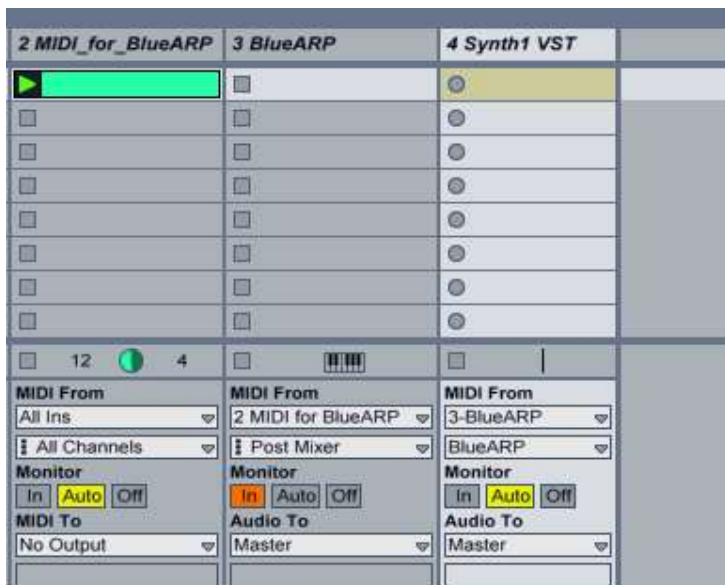 2 MIDI_for_BlueARP 3 BlueARP 4 Synth1 VST
12 4
MIDI From MIDI From MIDI From
All Ins 2 MIDI for BlueARP 3-BlueARP
All Channels Post Mixer BlueARP
Monitor Monitor Monitor
In Auto Off In Auto Off In Auto Off
MIDI To Audio To Audio To
No Output Master Master